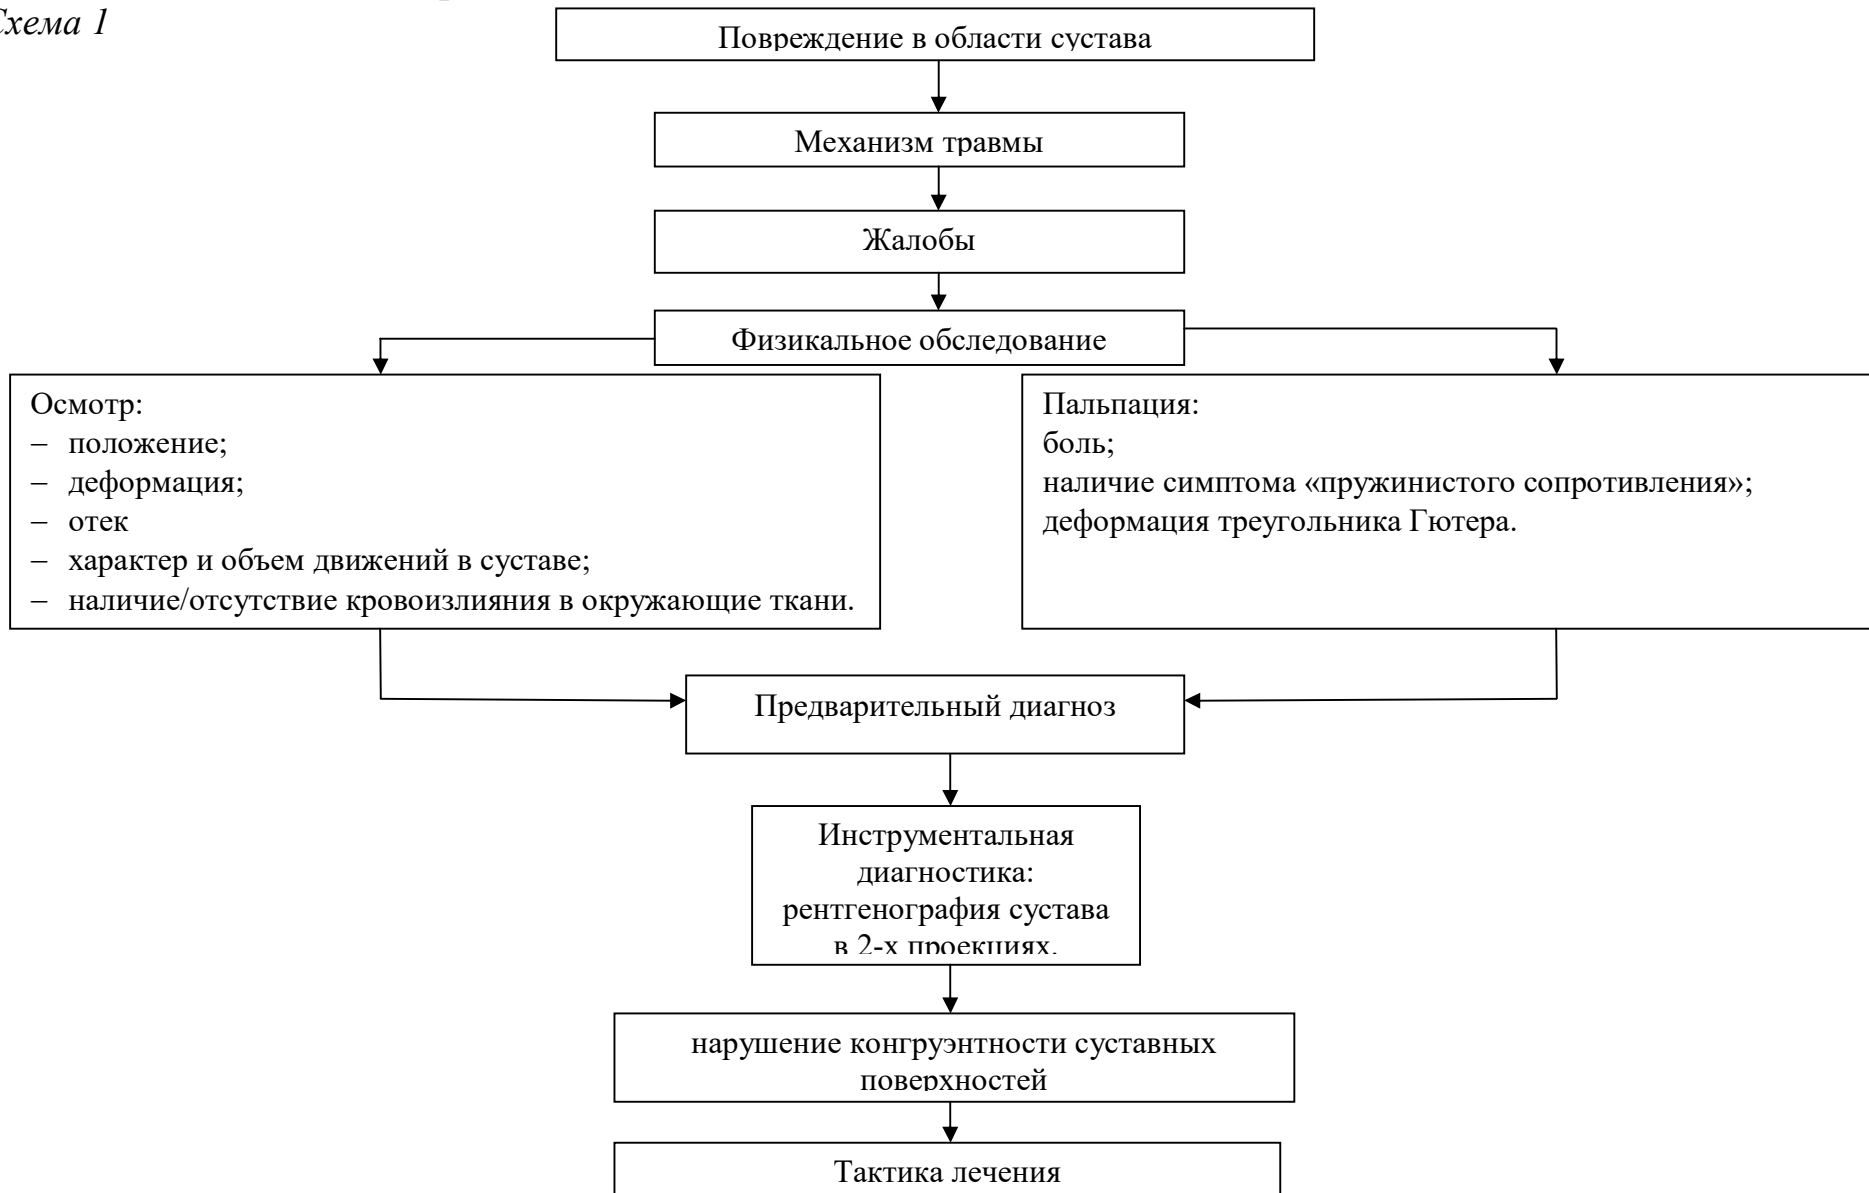 Схема 1
Повреждение в области сустава
Механизм травмы
Жалобы
Физикальное обследование
Осмотр:
– положение;
– деформация;
– отек
– характер и объем движений в суставе;
– наличие/отсутствие кровоизлияния в окружающие ткани.
Пальпация:
боль;
наличие симптома «пружинистого сопротивления»;
деформация треугольника Гютера.
Предварительный диагноз
Инструментальная
диагностика:
рентгенография сустава
в 2-х проекциях.
нарушение конгруэнтности суставных
поверхностей
Тактика лечения